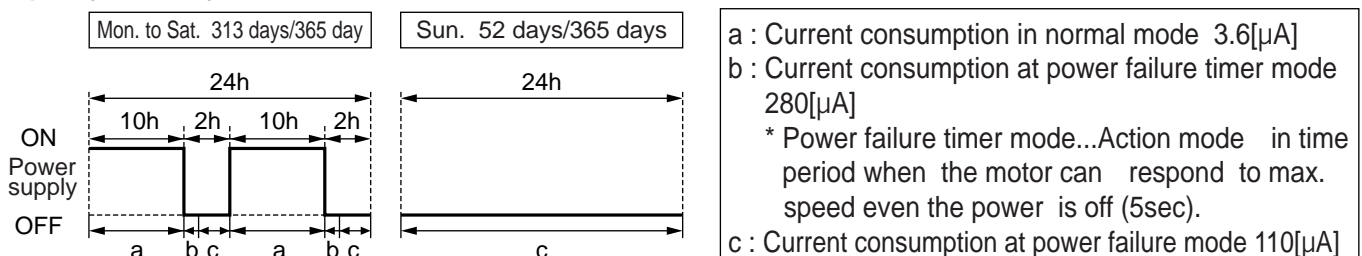 Mon. to Sat. 313 days/365 day
Sun. 52 days/365 days
24h
24h
10h 2h 10h 2h
ON
Power
supply
OFF
a b c a b c
c
a : Current consumption in normal mode 3.6[µA]
b : Current consumption at power failure timer mode
280[µA]
* Power failure timer mode...Action mode in time
period when the motor can respond to max.
speed even the power is off (5sec).
c : Current consumption at power failure mode 110[µA]